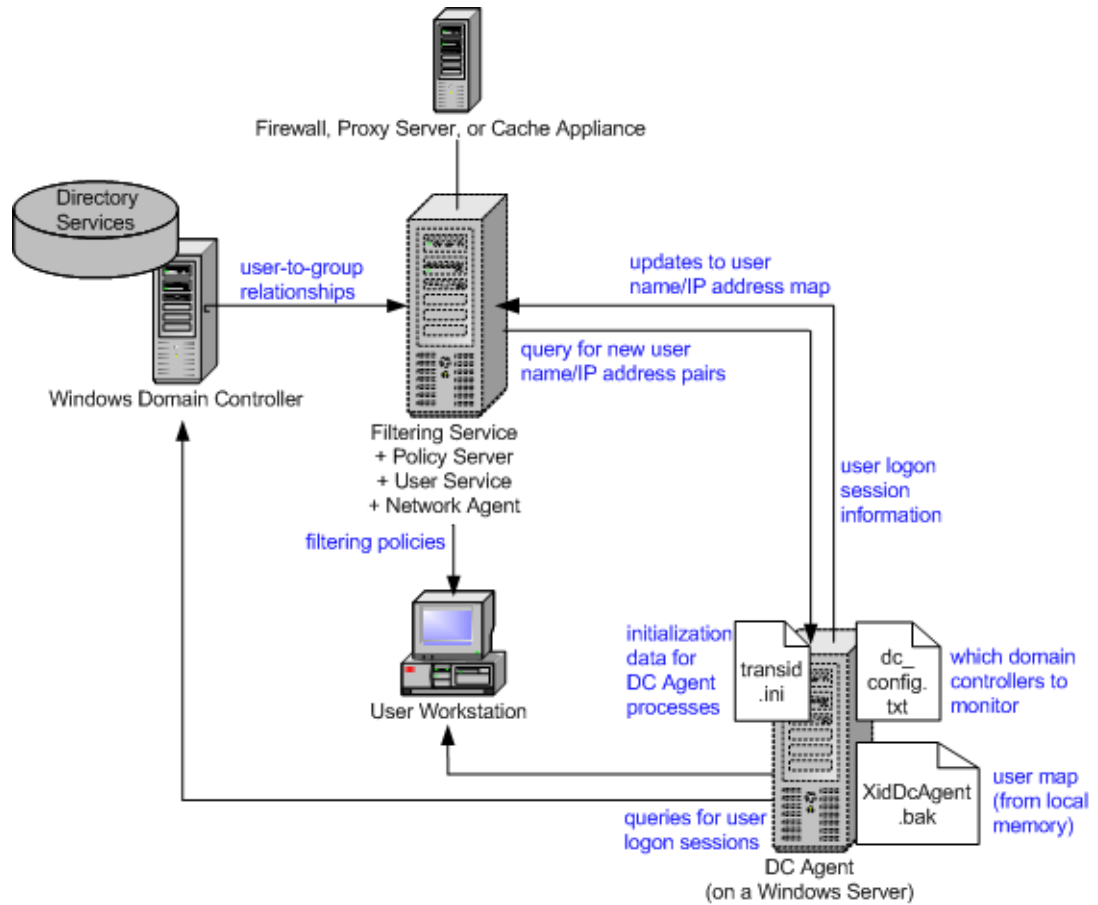 Firewall, Proxy Server, or Cache Appliance
Directory
Services
user-to-group
relationships
updates to user
name/IP address map
query for new user
name/IP address pairs
Windows Domain Controller
Filtering Service
+ Policy Server
+ User Service
+ Network Agent
user logon
session
information
filtering policies
initialization
data for
DC Agent
processes
transid
.ini
dc_
config.
txt
which domain
controllers to
monitor
User Workstation
XidDcAgent
.bak
user map
(from local
memory)
queries for user
logon sessions
DC Agent
(on a Windows Server)